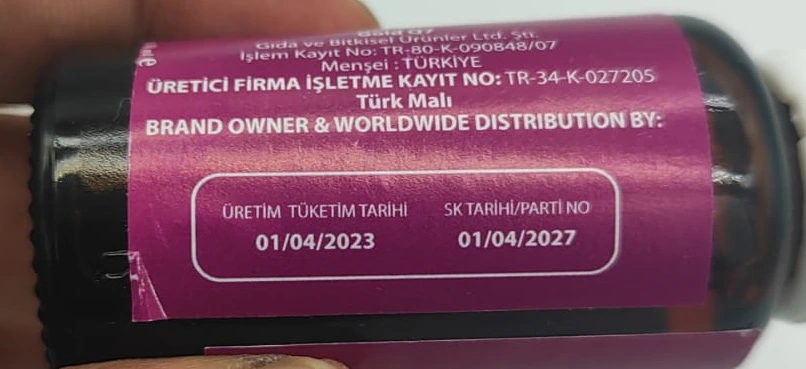 Gold Q7
Gıda ve Bitkisel Ürünler Ltd. Şti.
İşlem Kayıt No: TR-80-K-090848/07
Menşei : TÜRKİYE
ÜRETİCİ FİRMA İŞLETME KAYIT NO: TR-34-K-027205
Türk Malı
BRAND OWNER & WORLDWIDE DISTRIBUTION BY:
ÜRETİM TÜKETİM TARİHİ SK TARİHİ/PARTİ NO
01/04/2023 01/04/2027